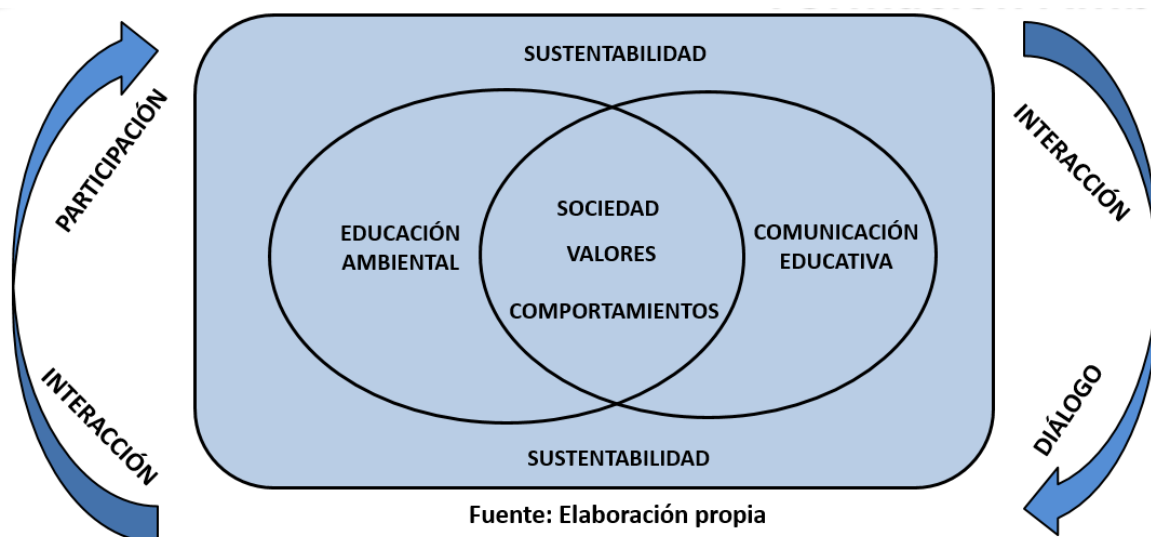 SUSTENTABILIDAD
PARTICIPACIÓN
INTERACCIÓN
EDUCACIÓN
AMBIENTAL
SOCIEDAD
VALORES
COMPORTAMIENTOS
COMUNICACIÓN
EDUCATIVA
INTERACCIÓN
DIÁLOGO
SUSTENTABILIDAD
Fuente: Elaboración propia